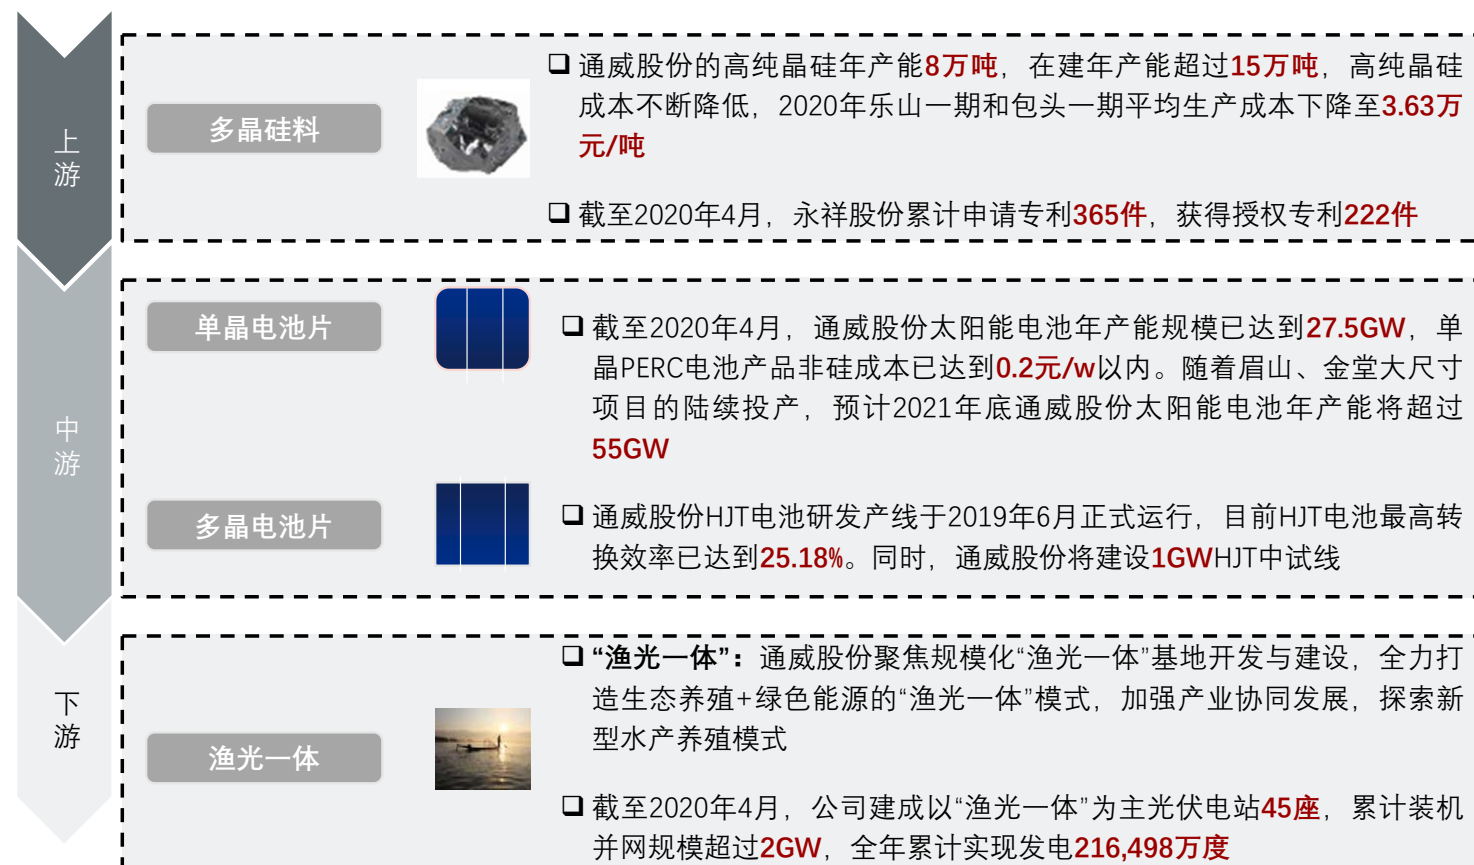 上游
多晶硅料
❑ 通威股份的高纯晶硅年产能8万吨，在建年产能超过15万吨，高纯晶硅
成本不断降低，2020年乐山一期和包头一期平均生产成本下降至3.63万
元/吨
❑ 截至2020年4月，永祥股份累计申请专利365件，获得授权专利222件
中游
单晶电池片
❑ 截至2020年4月，通威股份太阳能电池年产能规模已达到27.5GW，单
晶PERC电池产品非硅成本已达到0.2元/w以内。随着眉山、金堂大尺寸
项目的陆续投产，预计2021年底通威股份太阳能电池年产能将超过
55GW
多晶电池片
❑ 通威股份HJT电池研发产线于2019年6月正式运行，目前HJT电池最高转
换效率已达到25.18%。同时，通威股份将建设1GWHJT中试线
下游
渔光一体
❑ “渔光一体”：通威股份聚焦规模化“渔光一体”基地开发与建设，全力打
造生态养殖+绿色能源的“渔光一体”模式，加强产业协同发展，探索新
型水产养殖模式
❑ 截至2020年4月，公司建成以“渔光一体”为主光伏电站45座，累计装机
并网规模超过2GW，全年累计实现发电216,498万度